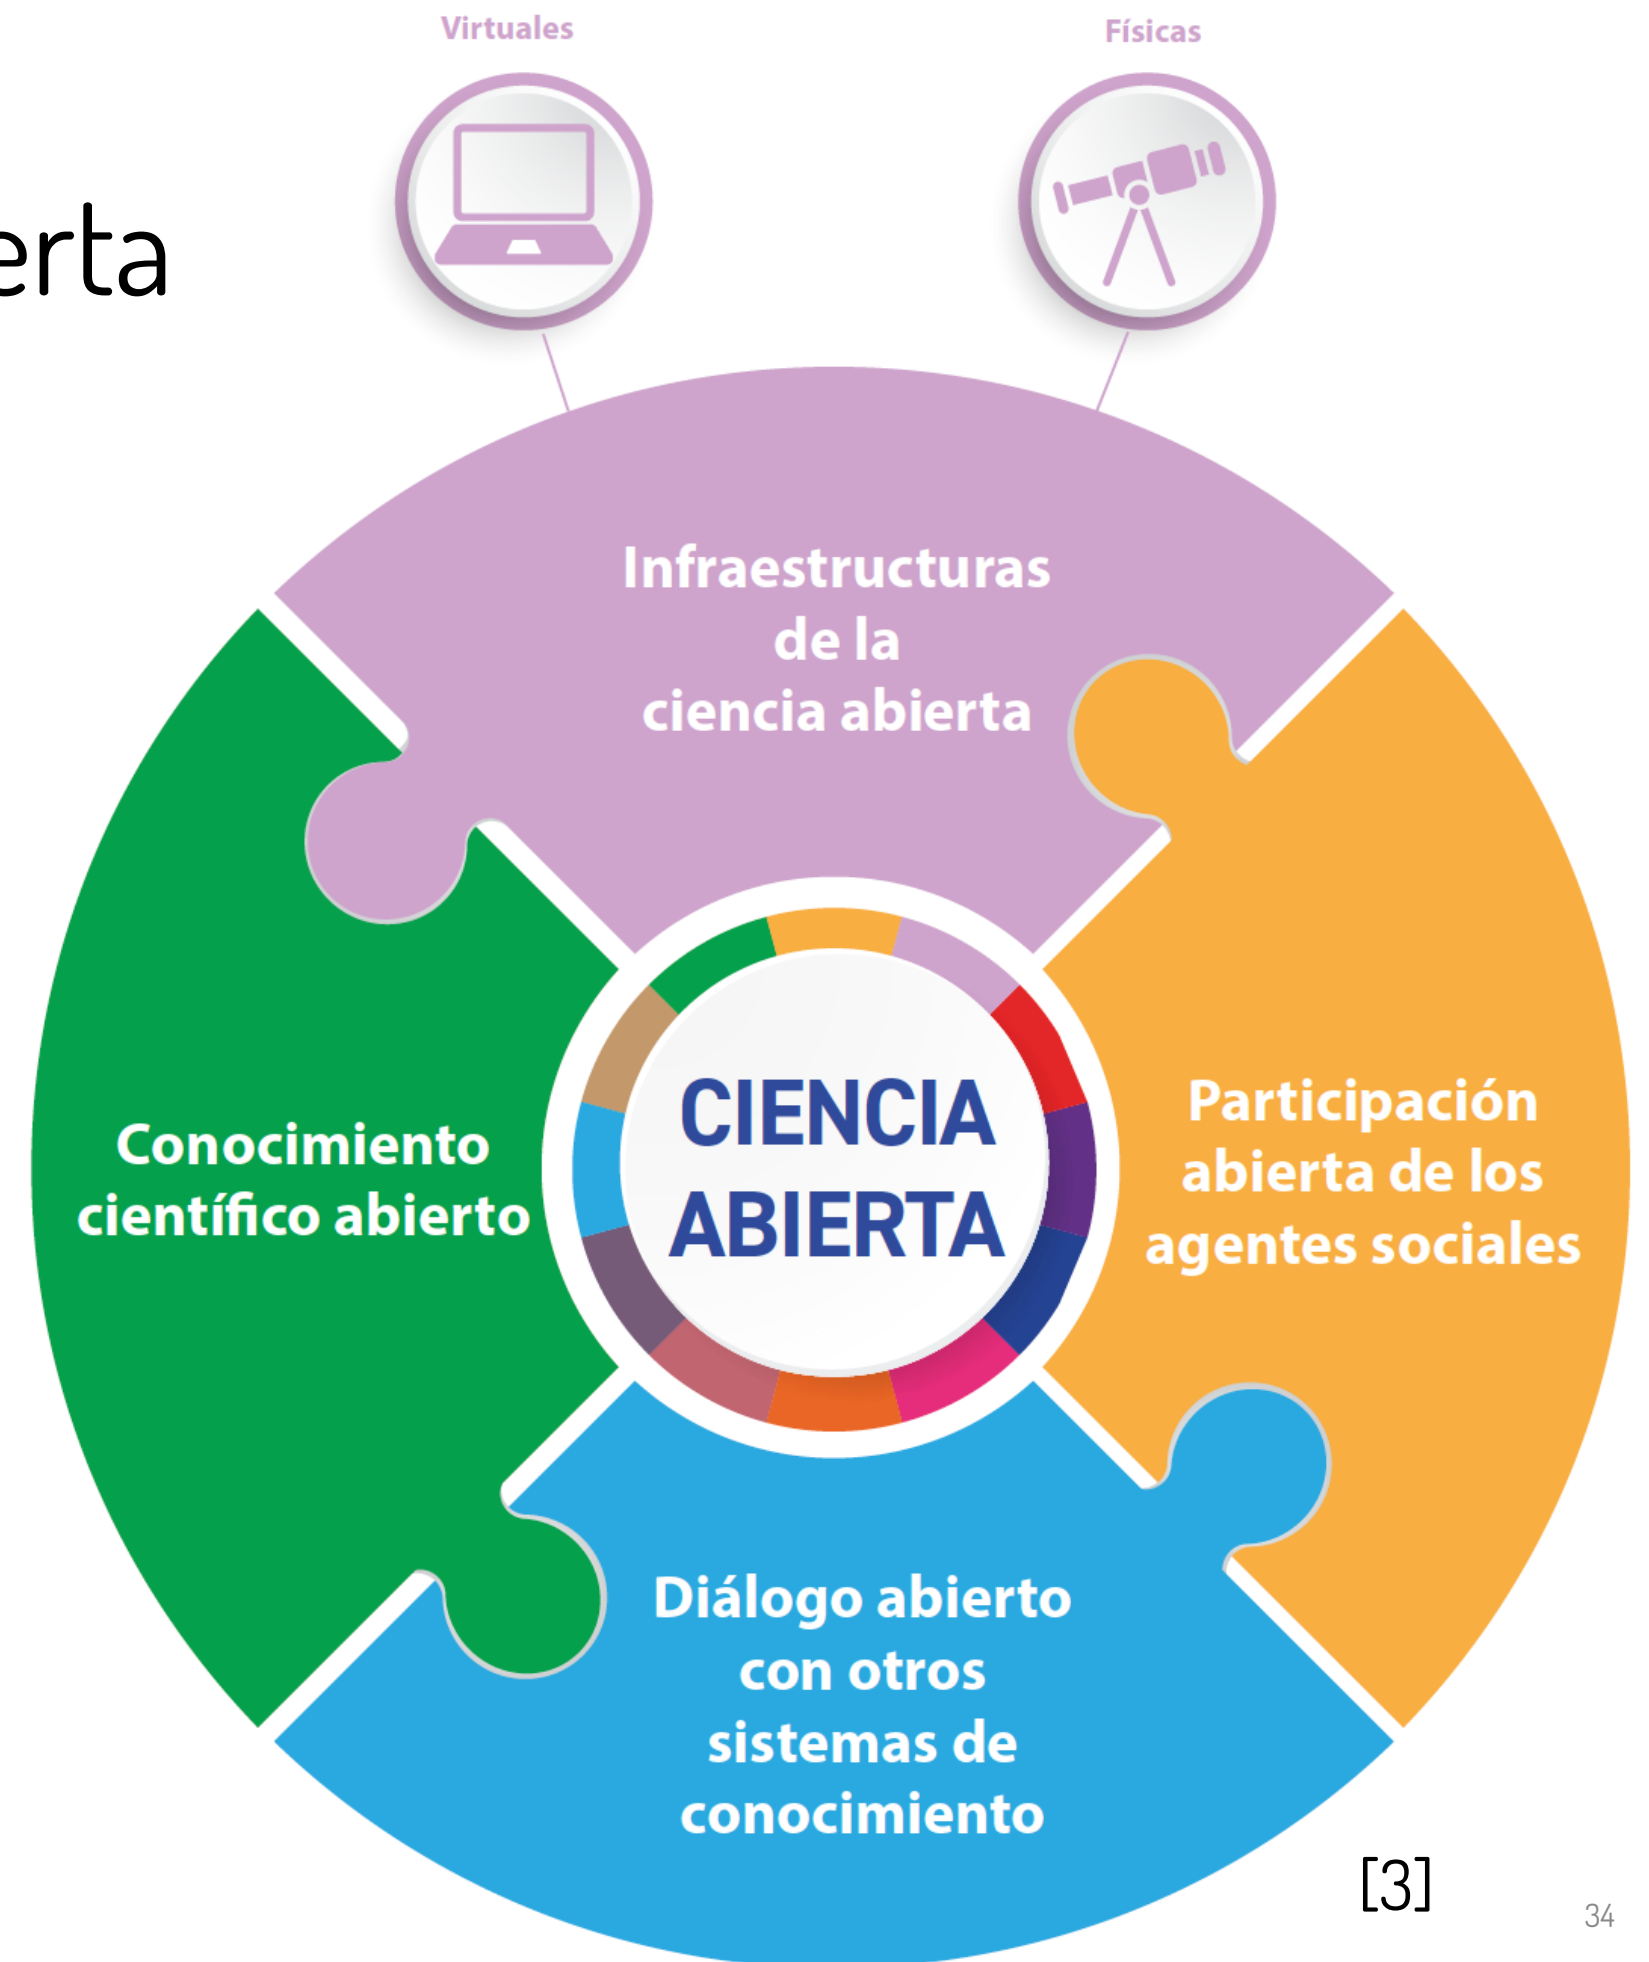 Virtuales
Físicas
erta
Infraestructuras
de la
ciencia abierta
Conocimiento
científico abierto
CIENCIA
ABIERTA
Participación
abierta de los
agentes sociales
Diálogo abierto
con otros
sistemas de
conocimiento
[3]
34